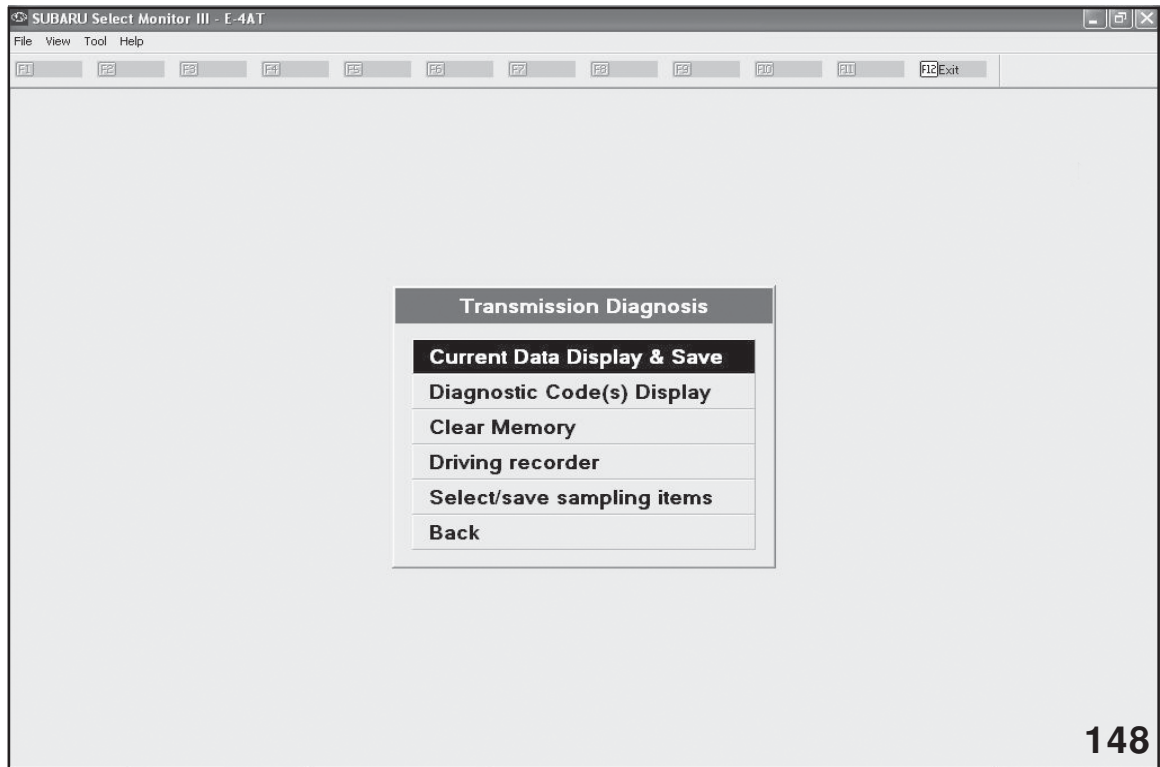 SUBARU Select Monitor III - E-4AT
File View Tool Help
F1 F2 F3 F4 F5 F6 F7 F8 F9 F10 F11 F12 Exit
Transmission Diagnosis
Current Data Display & Save
Diagnostic Code(s) Display
Clear Memory
Driving recorder
Select/save sampling items
Back
148